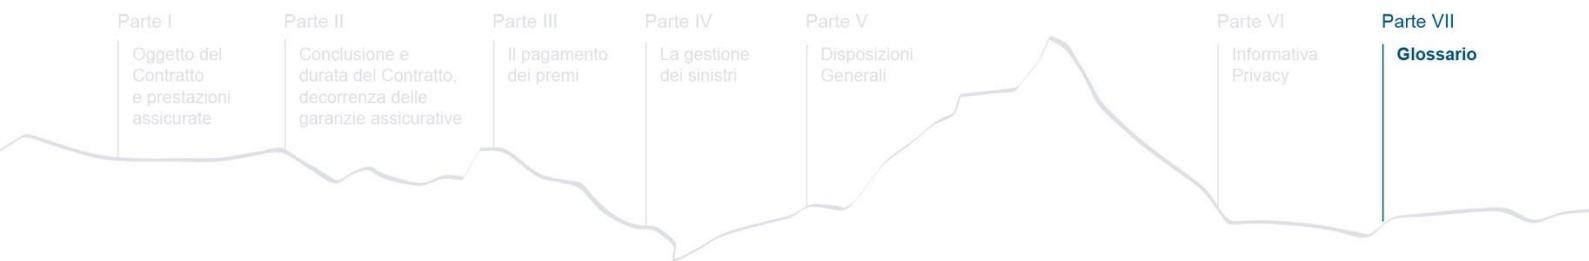 Parte I
Oggetto del
Contratto
e prestazioni
assicurate
Parte II
Conclusione e
durata del Contratto,
decorrenza delle
garanzie assicurative
Parte III
Il pagamento
dei premi
Parte IV
La gestione
dei sinistri
Parte V
Disposizioni
Generali
Parte VI
Informativa
Privacy
Parte VII
Glossario